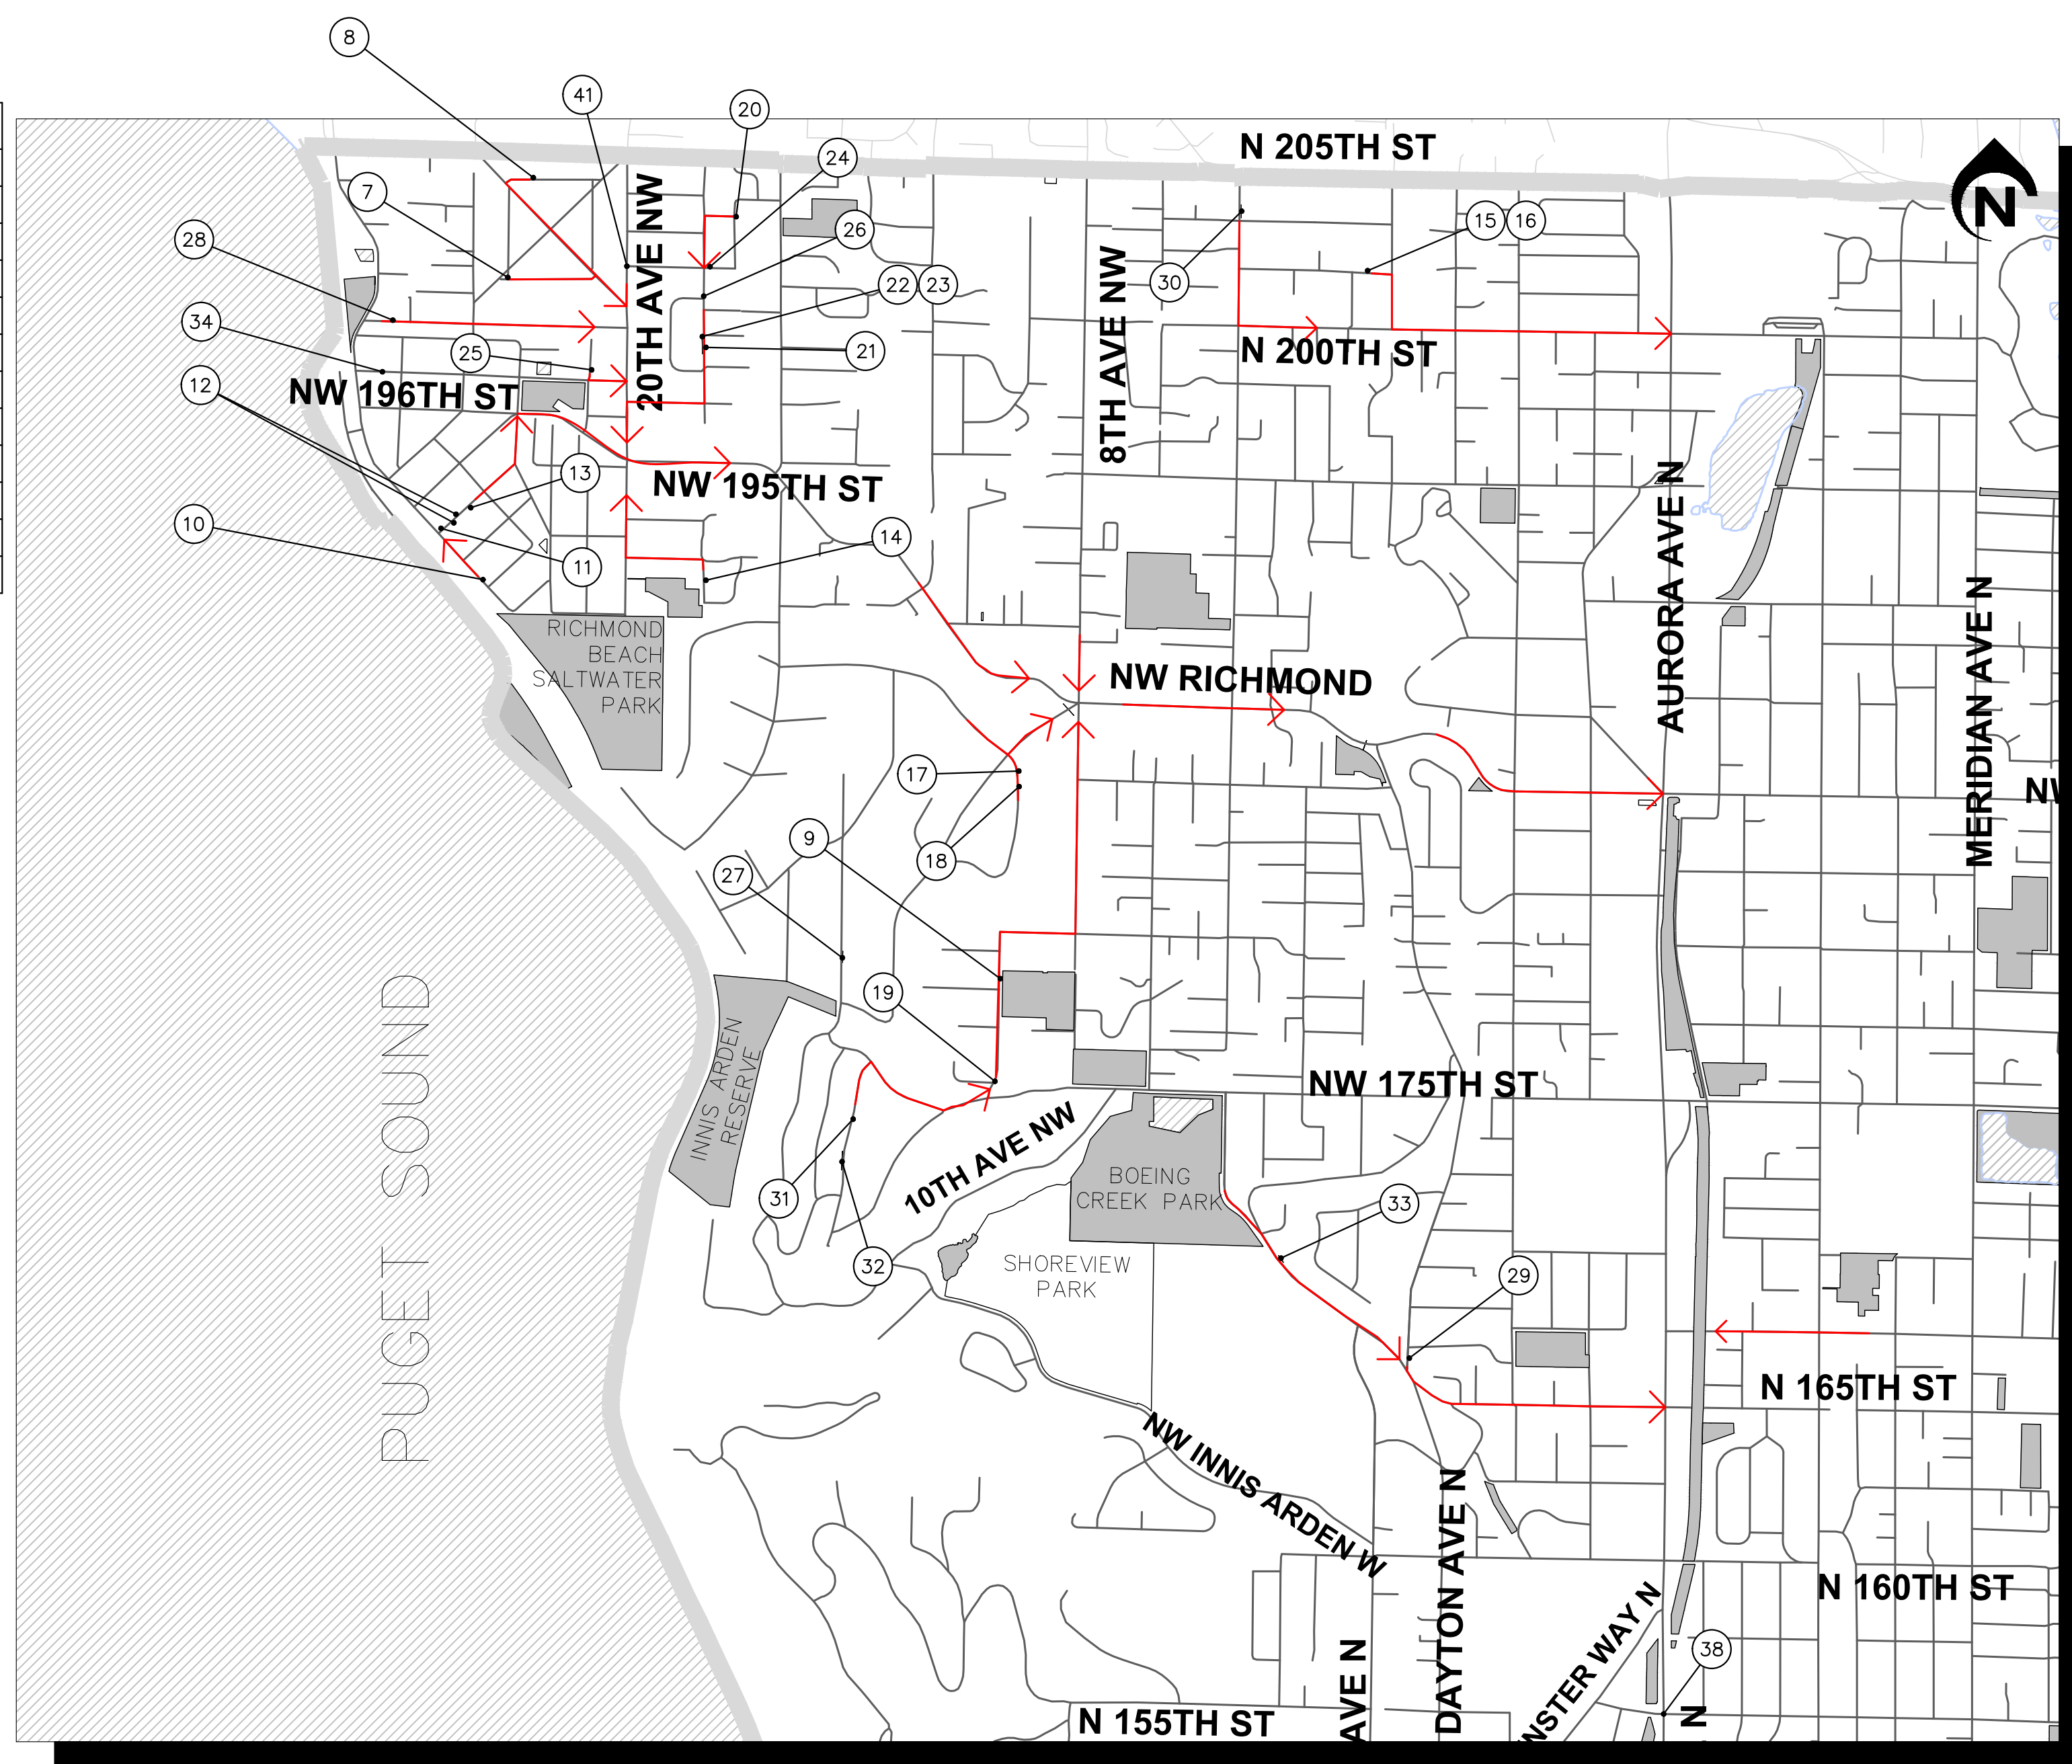 8
41
20
24
N 205TH ST
7
N
15
16
26
28
20TH AVE NW
8TH AVE NW
30
22
23
34
25
21
N 200TH ST
12
NW 196TH ST
13
NW 195TH ST
AURORA AVE N
10
14
11
MERIDIAN AVE N
RICHMOND
BEACH
SALTWATER
PARK
NW RICHMOND
17
NW
9
18
27
19
PUGET SOUND
INNIS ARDEN
RESERVE
NW 175TH ST
10TH AVE NW
BOEING
CREEK PARK
31
33
32
SHOREVIEW
PARK
29
N 165TH ST
NW INNIS ARDEN W
DAYTON AVE N
N 160TH ST
NSTER WAY N
38
AVE N
N 155TH ST
N